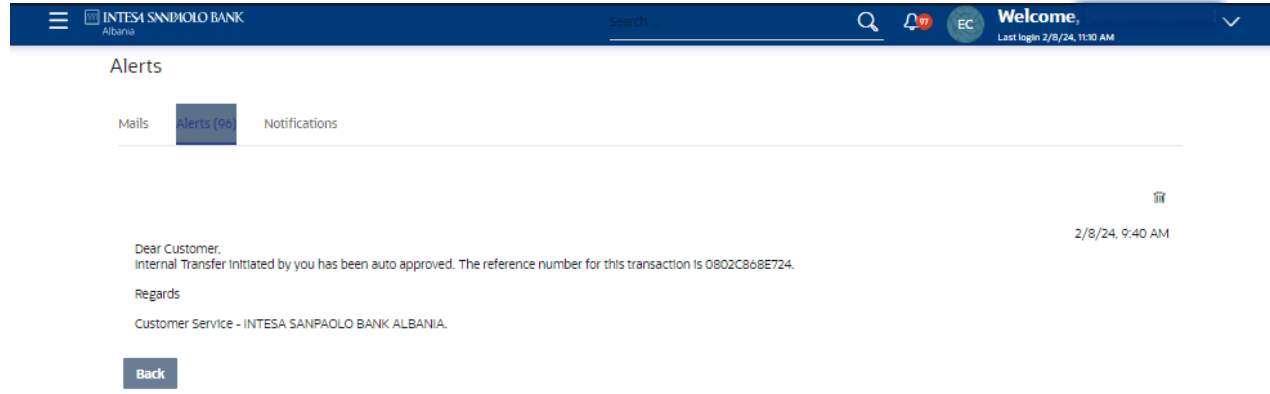 INTESA SANPAOLO BANK
Albania
Search ...
97
EC
Welcome,
Last login 2/8/24, 11:10 AM
Alerts
Mails
Alerts (96)
Notifications
2/8/24, 9:40 AM
Dear Customer,
Internal Transfer initiated by you has been auto approved. The reference number for this transaction is 0802C868E724.
Regards
Customer Service - INTESA SANPAOLO BANK ALBANIA.
Back